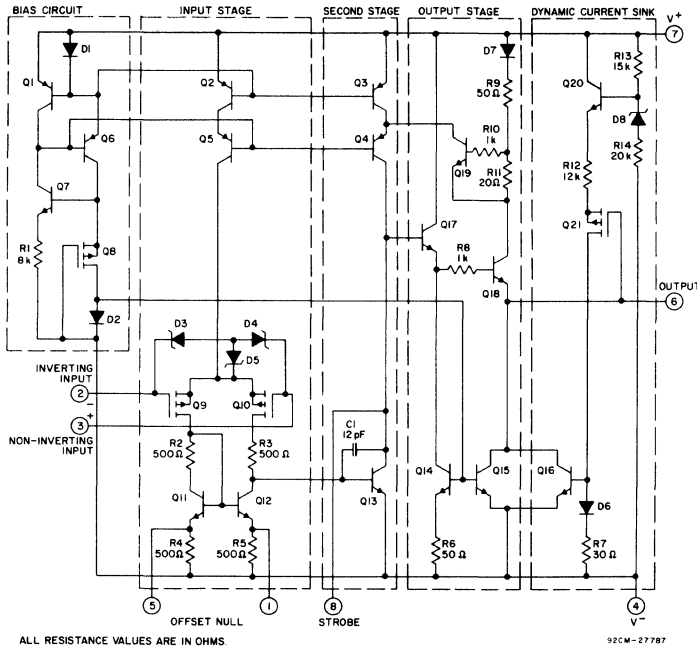 BIAS CIRCUIT
INPUT STAGE
SECOND STAGE
OUTPUT STAGE
DYNAMIC CURRENT SINK
V+
7
D1
D7
R13
15k
Q1
Q2
Q3
Q20
R9
50Ω
D8
Q6
Q5
Q4
R10
1k
Q19
R11
20Ω
R14
20k
R12
12k
Q7
Q17
Q21
R1
8k
Q8
R8
1k
Q18
OUTPUT
6
D2
D3
D4
D5
INVERTING
INPUT
2
-
Q9
Q10
+
3
NON-INVERTING
INPUT
R2
500Ω
R3
500Ω
C1
12pF
Q11
Q12
Q13
Q14
Q15
Q16
D6
R4
500Ω
R5
500Ω
R6
50Ω
R7
30Ω
5
1
8
4
OFFSET NULL
STROBE
V-
ALL RESISTANCE VALUES ARE IN OHMS.
92CM-27787